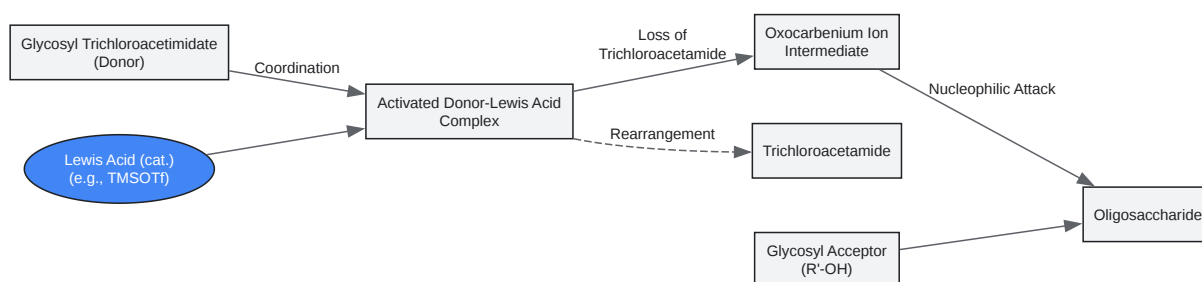 Glycosyl Trichloroacetimidate
(Donor)
Coordination
Lewis Acid (cat.)
(e.g., TMSOTf)
Activated Donor-Lewis Acid
Complex
Loss of
Trichloroacetamide
Rearrangement
Oxocarbenium Ion
Intermediate
Trichloroacetamide
Nucleophilic Attack
Glycosyl Acceptor
(R'-OH)
Oligosaccharide